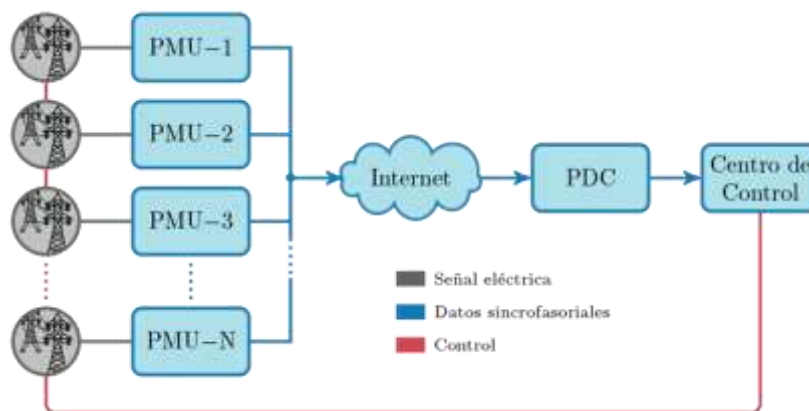 PMU−1
PMU−2
PMU−3
PMU−N
Internet
PDC
Centro de
Control
Señal eléctrica
Datos sincrofasoriales
Control